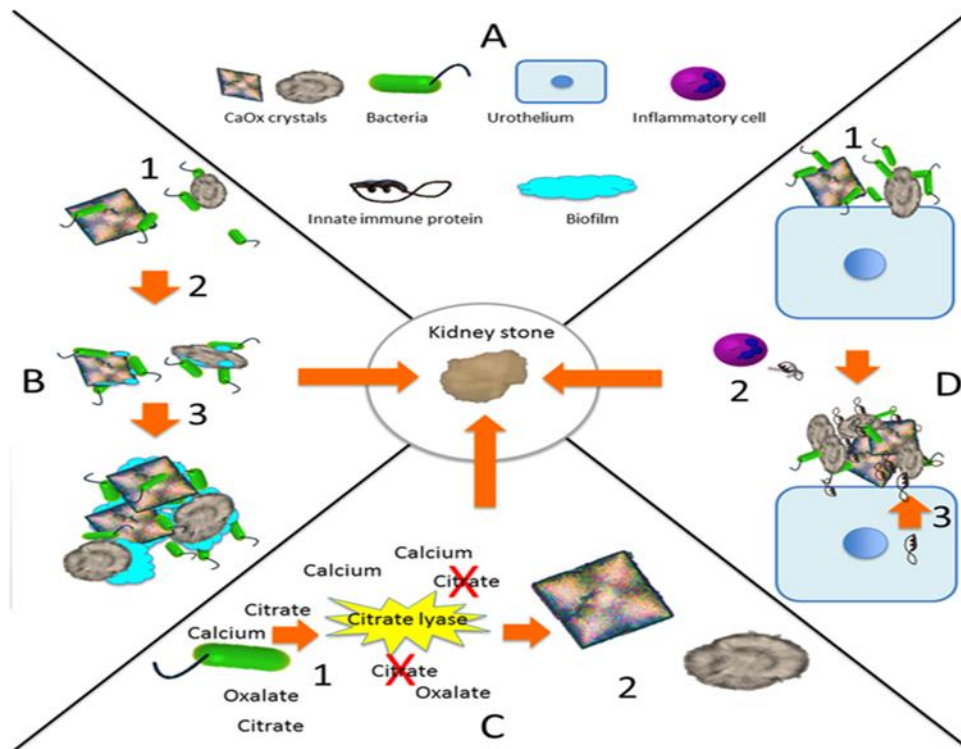 A
CaOx crystals
Bacteria
Urothelium
Inflammatory cell
Innate immune protein
Biofilm
1
2
B
3
Kidney stone
1
2
D
3
Calcium
Calcium
Citrate
Citrate
Calcium
Citrate lyase
1
Citrate
Oxalate
Oxalate
Citrate
2
C